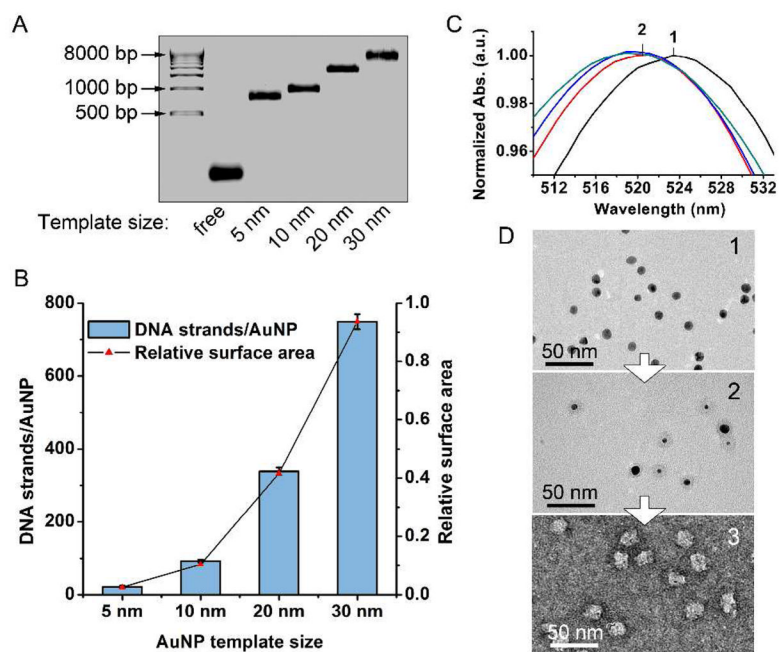 A
8000 bp
1000 bp
500 bp
Template size:
free
5 nm
10 nm
20 nm
30 nm
B
800
600
400
200
0
DNA strands/AuNP
DNA strands/AuNP
Relative surface area
1.0
0.8
0.6
0.4
0.2
0.0
Relative surface area
5 nm
10 nm
20 nm
30 nm
AuNP template size
C
2
1
1.00
0.98
0.96
Normalized Abs. (a.u.)
512
516
520
524
528
532
Wavelength (nm)
D
1
50 nm
2
50 nm
3
50 nm